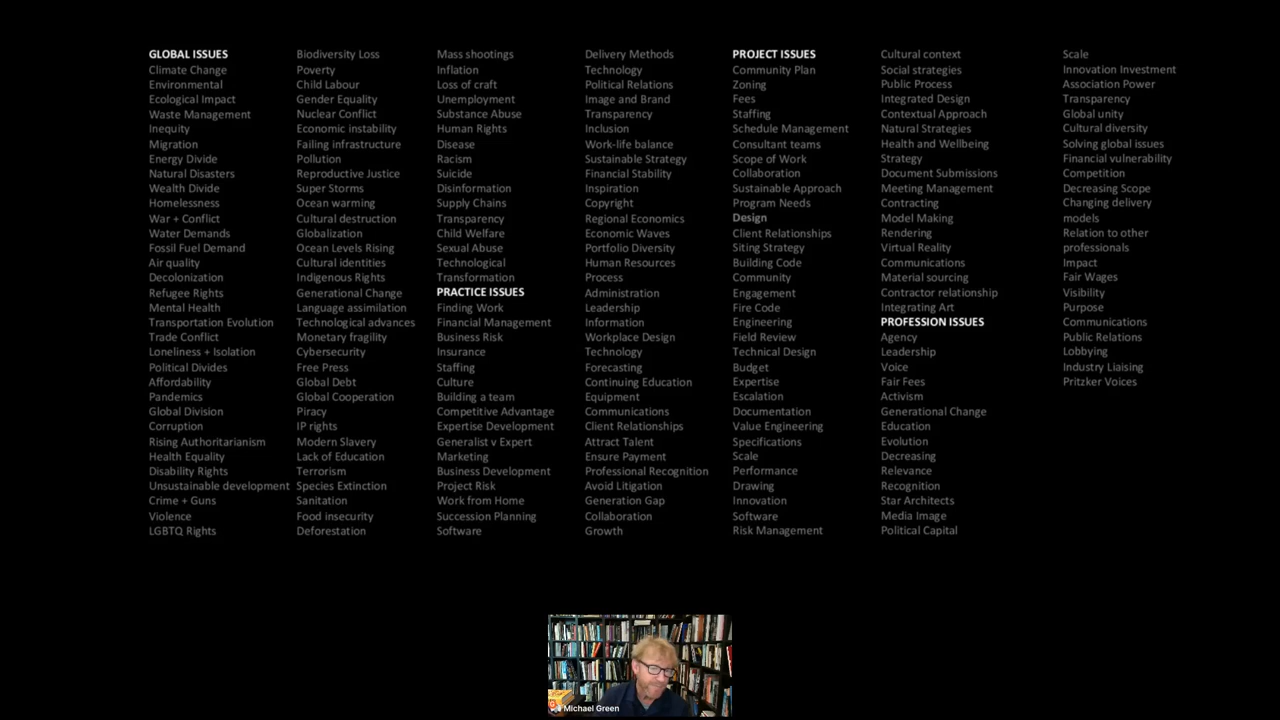 GLOBAL ISSUES
Climate Change
Environmental
Ecological Impact
Waste Management
Inequity
Migration
Energy Divide
Natural Disasters
Wealth Divide
Homelessness
War + Conflict
Water Demands
Fossil Fuel Demand
Air quality
Decolonization
Refugee Rights
Mental Health
Transportation Evolution
Trade Conflict
Loneliness + Isolation
Political Divides
Affordability
Pandemics
Global Division
Corruption
Rising Authoritarianism
Health Equality
Disability Rights
Unsustainable development
Crime + Guns
Violence
LGBTQ Rights
Biodiversity Loss
Poverty
Child Labour
Gender Equality
Nuclear Conflict
Economic instability
Failing infrastructure
Pollution
Reproductive Justice
Super Storms
Ocean warming
Cultural destruction
Globalization
Ocean Levels Rising
Cultural identities
Indigenous Rights
Generational Change
Language assimilation
Technological advances
Monetary fragility
Cybersecurity
Free Press
Global Debt
Global Cooperation
Piracy
IP rights
Modern Slavery
Lack of Education
Terrorism
Species Extinction
Sanitation
Food insecurity
Deforestation
Mass shootings
Inflation
Loss of craft
Unemployment
Substance Abuse
Human Rights
Disease
Racism
Suicide
Disinformation
Supply Chains
Transparency
Child Welfare
Sexual Abuse
Technological
Transformation
PRACTICE ISSUES
Finding Work
Financial Management
Business Risk
Insurance
Staffing
Culture
Building a team
Competitive Advantage
Expertise Development
Generalist v Expert
Marketing
Business Development
Project Risk
Work from Home
Succession Planning
Software
Delivery Methods
Technology
Political Relations
Image and Brand
Transparency
Inclusion
Work-life balance
Sustainable Strategy
Financial Stability
Inspiration
Copyright
Regional Economics
Economic Waves
Portfolio Diversity
Human Resources
Process
Administration
Leadership
Information
Workplace Design
Technology
Forecasting
Continuing Education
Equipment
Communications
Client Relationships
Attract Talent
Ensure Payment
Professional Recognition
Avoid Litigation
Generation Gap
Collaboration
Growth
PROJECT ISSUES
Community Plan
Zoning
Fees
Staffing
Schedule Management
Consultant teams
Scope of Work
Collaboration
Sustainable Approach
Program Needs
Design
Client Relationships
Siting Strategy
Building Code
Community
Engagement
Fire Code
Engineering
Field Review
Technical Design
Budget
Expertise
Escalation
Documentation
Value Engineering
Specifications
Scale
Performance
Drawing
Innovation
Software
Risk Management
Cultural context
Social strategies
Public Process
Integrated Design
Contextual Approach
Natural Strategies
Health and Wellbeing
Strategy
Document Submissions
Meeting Management
Contracting
Model Making
Rendering
Virtual Reality
Communications
Material sourcing
Contractor relationship
Integrating Art
PROFESSION ISSUES
Agency
Leadership
Voice
Fair Fees
Activism
Generational Change
Education
Evolution
Decreasing
Relevance
Recognition
Star Architects
Media Image
Political Capital
Scale
Innovation Investment
Association Power
Transparency
Global unity
Cultural diversity
Solving global issues
Financial vulnerability
Competition
Decreasing Scope
Changing delivery
models
Relation to other
professionals
Impact
Fair Wages
Visibility
Purpose
Communications
Public Relations
Lobbying
Industry Liaising
Pritzker Voices
Michael Green